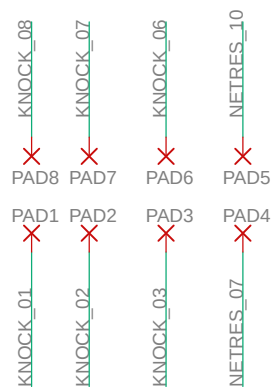 KNOCK_08 KNOCK_07 KNOCK_06 NETRES_10
PAD8 PAD7 PAD6 PAD5
PAD1 PAD2 PAD3 PAD4
KNOCK_01 KNOCK_02 KNOCK_03 NETRES_07